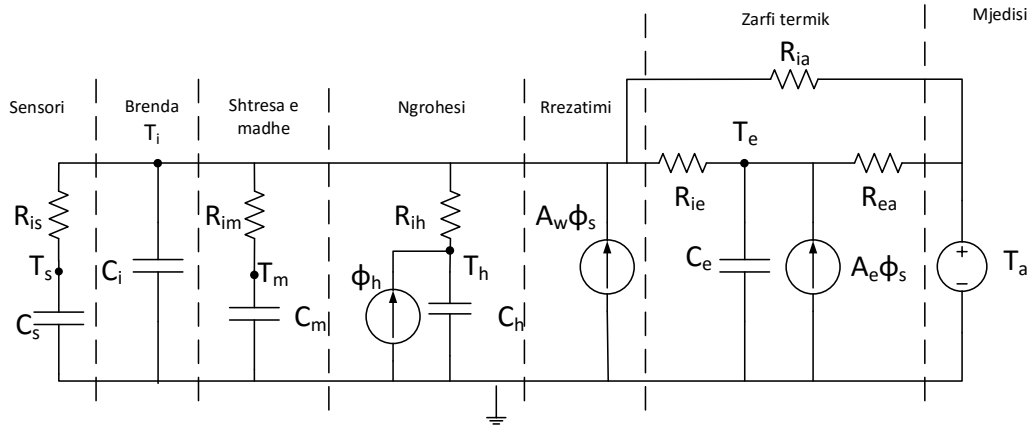 Zarfi termik
Mjedisi
R_ia
Sensori
Brenda
T_i
Shtresa e
madhe
Ngrohesi
Rrezatimi
T_e
R_is
R_im
R_ih
A_wϕ_s
R_ie
R_ea
T_s
C_i
T_m
ϕ_h
T_h
C_e
A_eϕ_s
+
−
T_a
C_s
C_m
C_h